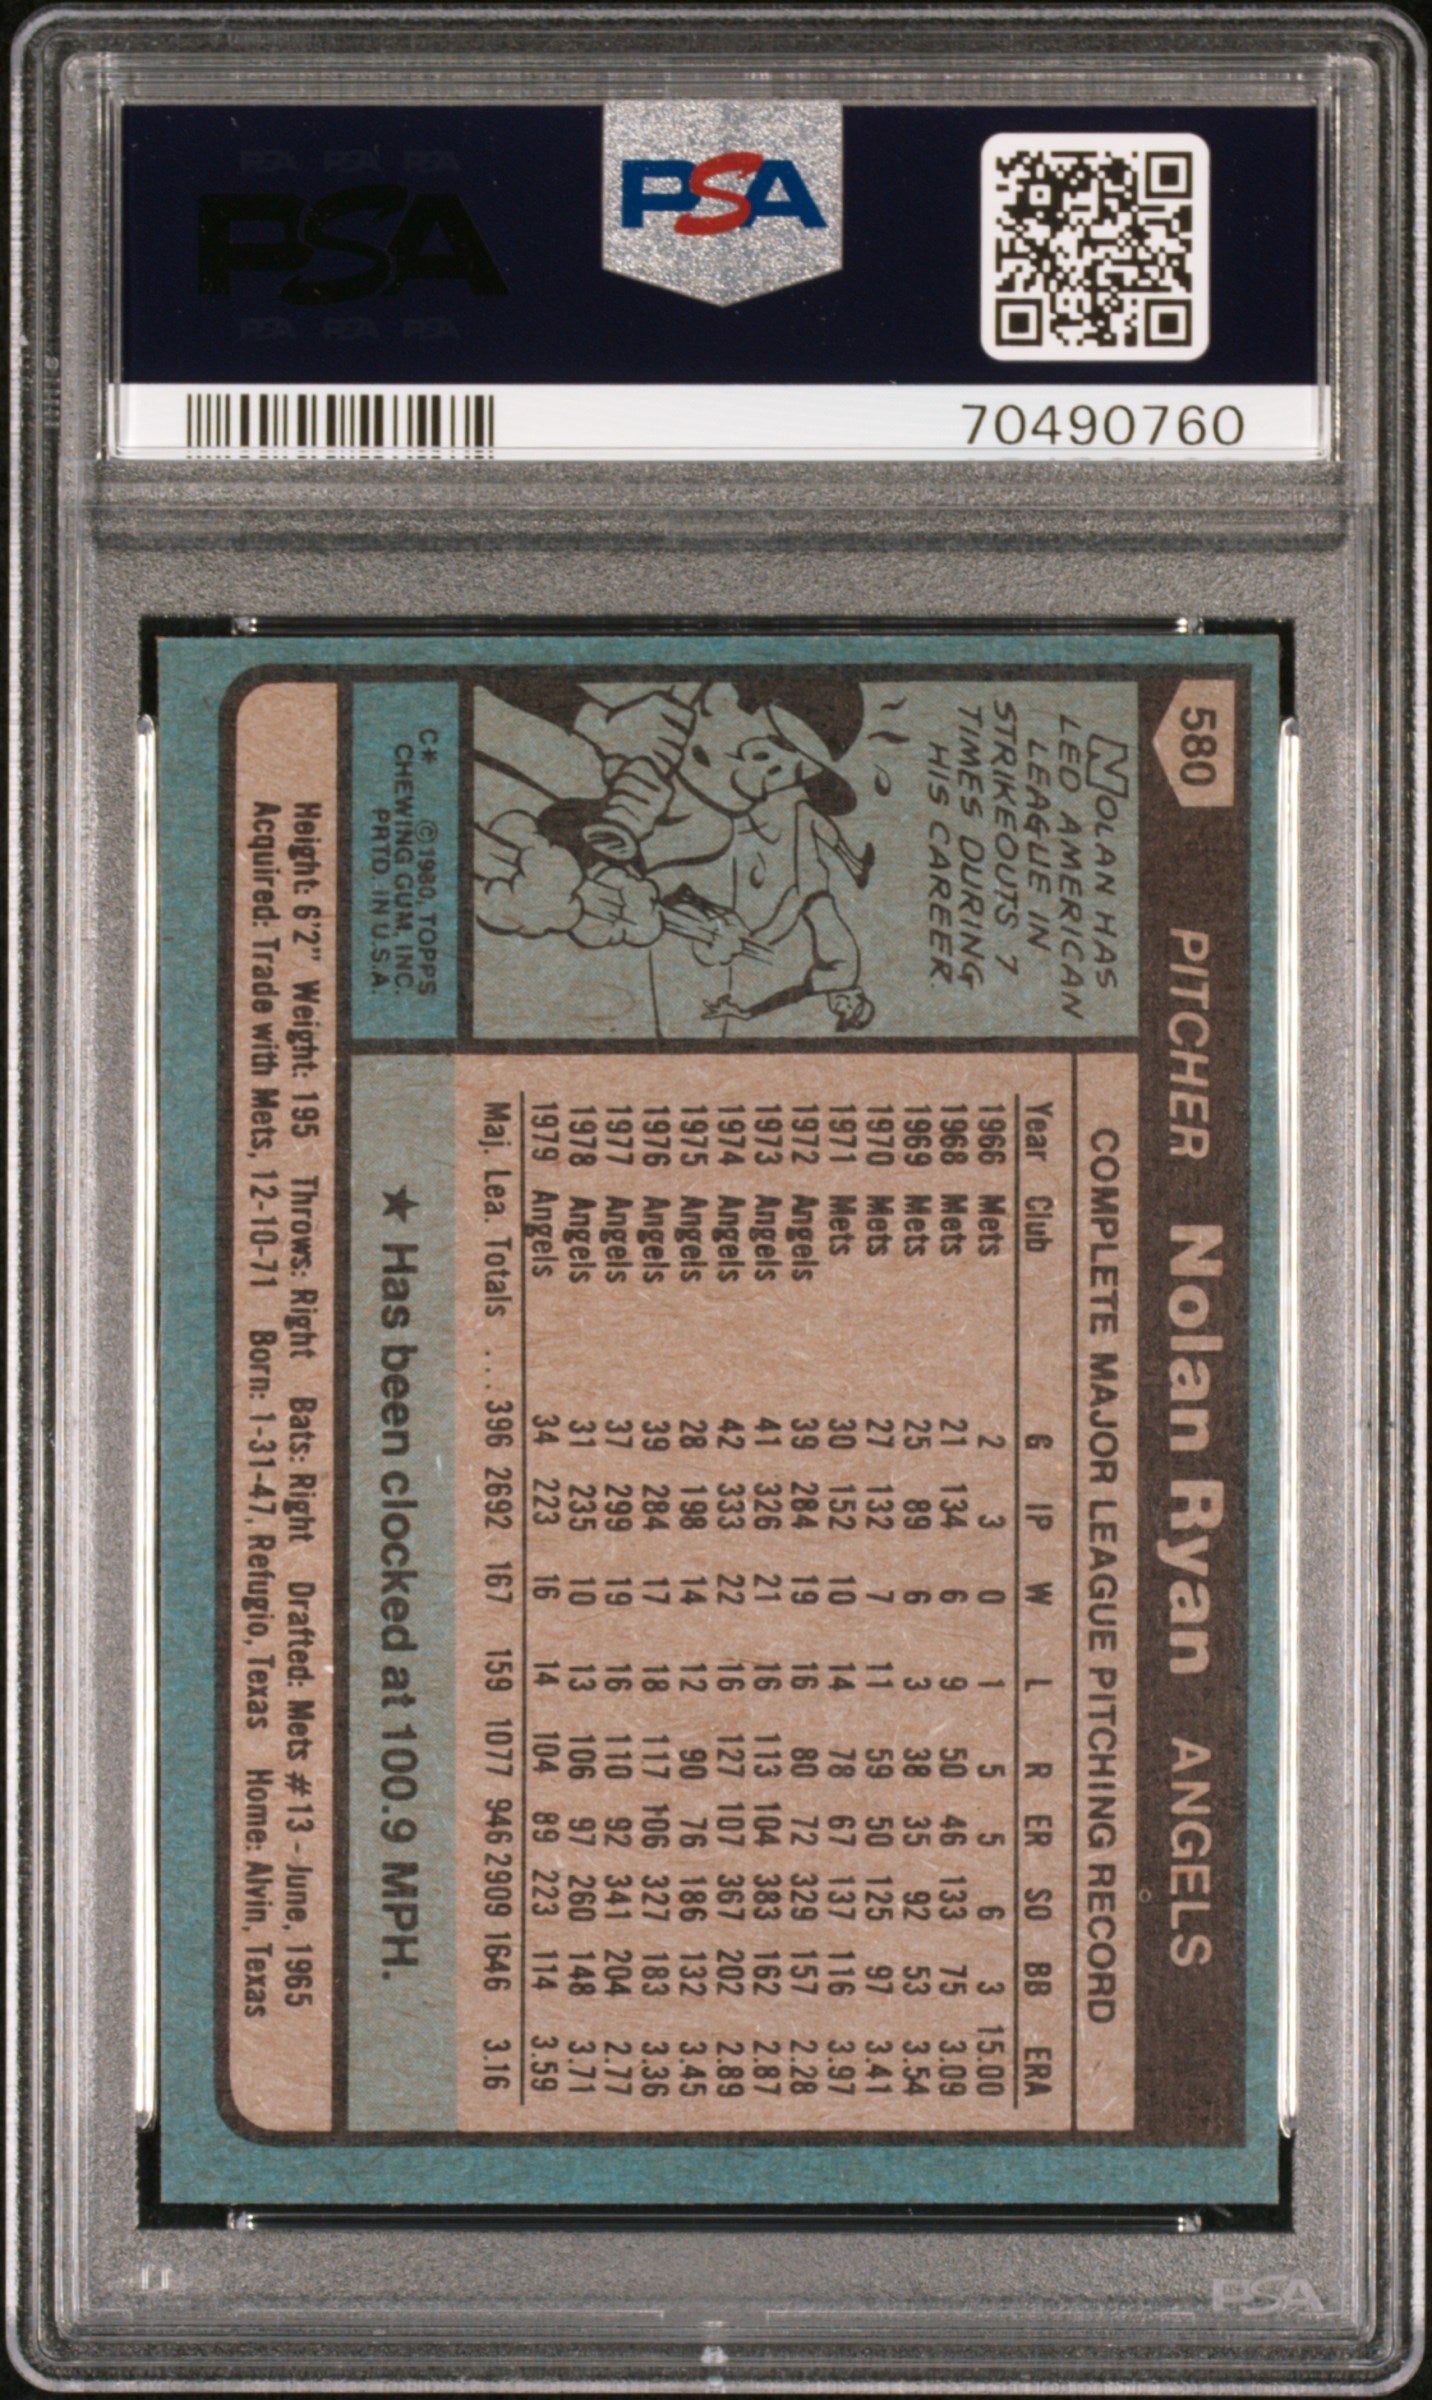 PSA PSA PSA
PSA
PSA PSA PSA
PSA
70490760
580 PITCHER Nolan Ryan ANGELS
NOLAN HAS
LED AMERICAN
LEAGUE IN
STRIKEOUTS 7
TIMES DURING
HIS CAREER.
C* ©1980, TOPPS
CHEWING GUM, INC.
PRTD. IN U.S.A.
COMPLETE MAJOR LEAGUE PITCHING RECORD
Year Club G IP W L R ER SO BB ERA
1966 Mets 2 3 0 1 5 5 6 3 15.00
1968 Mets 21 134 6 9 50 46 133 75 3.09
1969 Mets 25 89 6 3 38 35 92 53 3.54
1970 Mets 27 132 7 11 59 50 125 97 3.41
1971 Mets 30 152 10 14 78 67 137 116 3.97
1972 Angels 39 284 19 16 80 72 329 157 2.28
1973 Angels 41 326 21 16 113 104 383 162 2.87
1974 Angels 42 333 22 16 127 107 367 202 2.89
1975 Angels 28 198 14 12 90 76 186 132 3.45
1976 Angels 39 284 17 18 117 106 327 183 3.36
1977 Angels 37 299 19 16 110 92 341 204 2.77
1978 Angels 31 235 10 13 106 97 260 148 3.71
1979 Angels 34 223 16 14 104 89 223 114 3.59
Maj. Lea. Totals ... 396 2692 167 159 1077 946 2909 1646 3.16
★ Has been clocked at 100.9 MPH.
Height: 6'2" Weight: 195 Throws: Right Bats: Right Drafted: Mets #13 - June, 1965
Acquired: Trade with Mets, 12-10-71 Born: 1-31-47, Refugio, Texas Home: Alvin, Texas
PSA